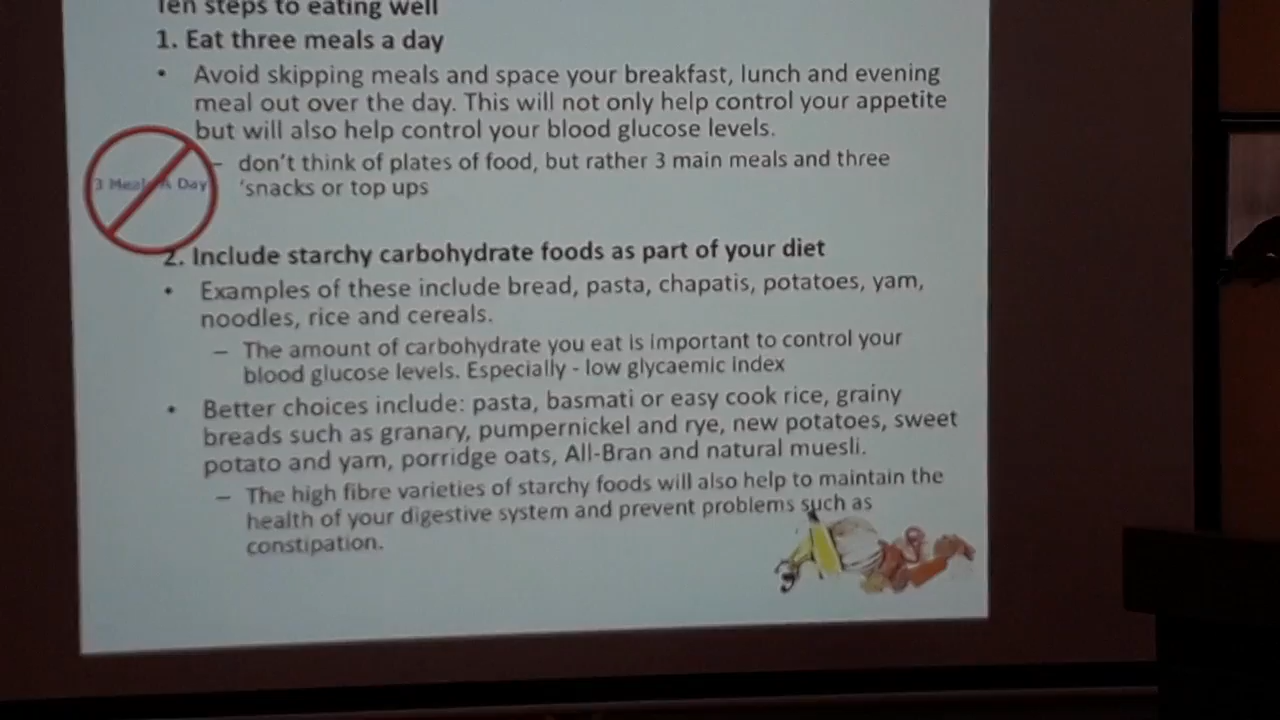 Ten steps to eating well
1. Eat three meals a day
• Avoid skipping meals and space your breakfast, lunch and evening
meal out over the day. This will not only help control your appetite
but will also help control your blood glucose levels.
– don't think of plates of food, but rather 3 main meals and three
'snacks or top ups
3 Meals A Day
2. Include starchy carbohydrate foods as part of your diet
• Examples of these include bread, pasta, chapatis, potatoes, yam,
noodles, rice and cereals.
– The amount of carbohydrate you eat is important to control your
blood glucose levels. Especially - low glycaemic index
• Better choices include: pasta, basmati or easy cook rice, grainy
breads such as granary, pumpernickel and rye, new potatoes, sweet
potato and yam, porridge oats, All-Bran and natural muesli.
– The high fibre varieties of starchy foods will also help to maintain the
health of your digestive system and prevent problems such as
constipation.